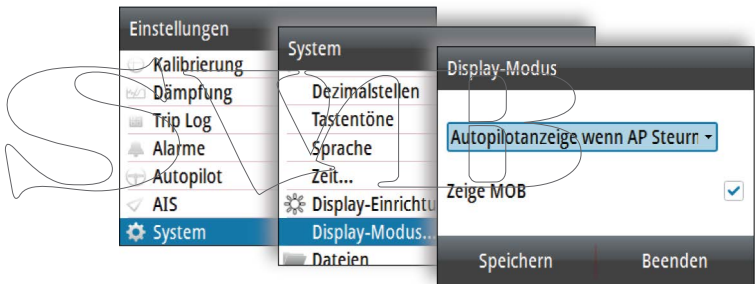 Einstellungen
Kalibrierung
Dämpfung
Trip Log
Alarme
Autopilot
AIS
System
System
Dezimalstellen
Tastentöne
Sprache
Zeit...
Display-Einrichtu
Display-Modus...
Dateien
Display-Modus
Autopilotanzeige wenn AP Steurn
Zeige MOB
Speichern Beenden